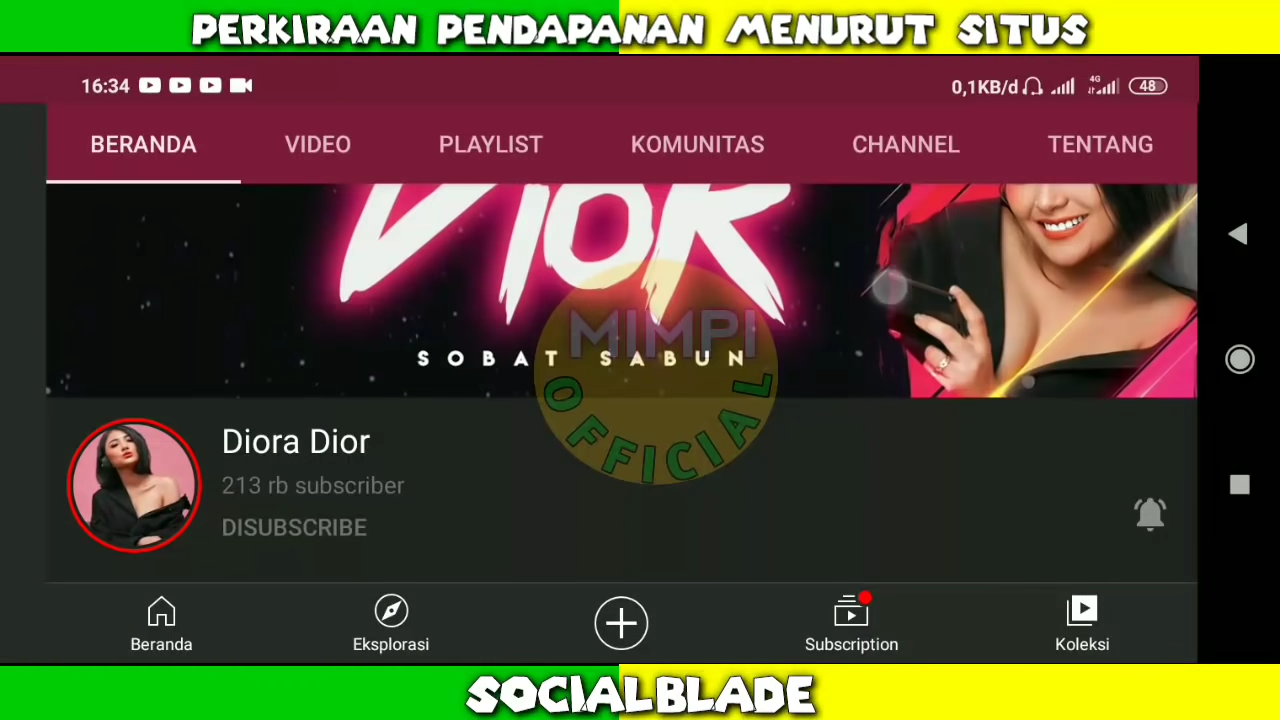 PERKIRAAN PENDAPANAN MENURUT SITUS
16:34
0,1KB/d 4G 48
BERANDA VIDEO PLAYLIST KOMUNITAS CHANNEL TENTANG
DIOR
SOBAT SABUN
MIMPI
OFFICIAL
Diora Dior
213 rb subscriber
DISUBSCRIBE
Beranda Eksplorasi Subscription Koleksi
SOCIALBLADE